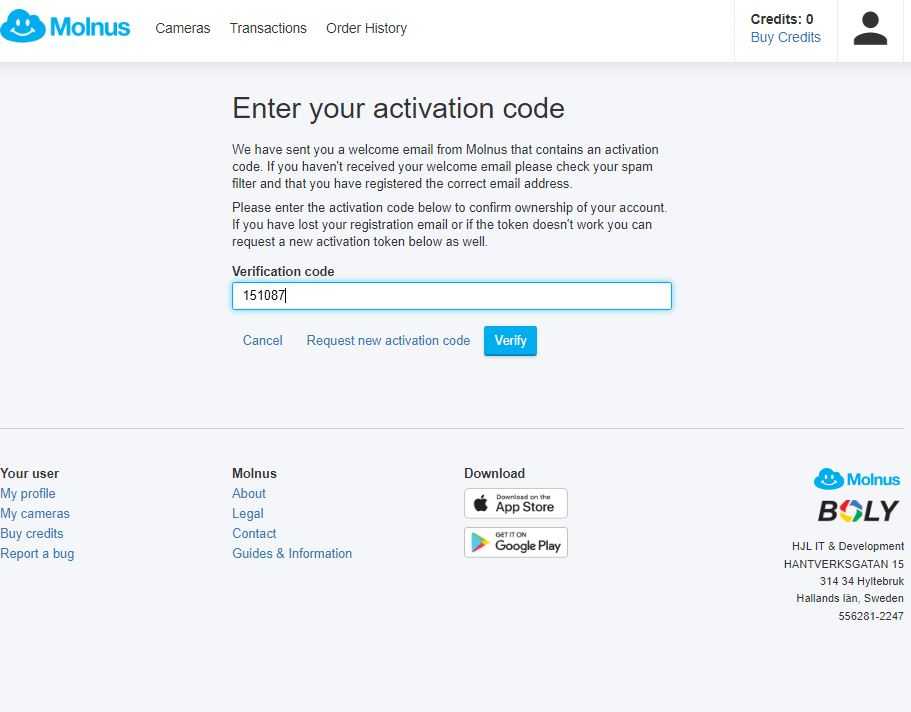 Molnus Cameras Transactions Order History Credits: 0
Buy Credits
Enter your activation code
We have sent you a welcome email from Molnus that contains an activation
code. If you haven't received your welcome email please check your spam
filter and that you have registered the correct email address.
Please enter the activation code below to confirm ownership of your account.
If you have lost your registration email or if the token doesn't work you can
request a new activation token below as well.
Verification code
151087
Cancel Request new activation code Verify
Your user
My profile
My cameras
Buy credits
Report a bug
Molnus
About
Legal
Contact
Guides & Information
Download
Download on the
App Store
GET IT ON
Google Play
Molnus
BOLY
HJL IT & Development
HANTVERKSGATAN 15
314 34 Hyltebruk
Hallands län, Sweden
556281-2247